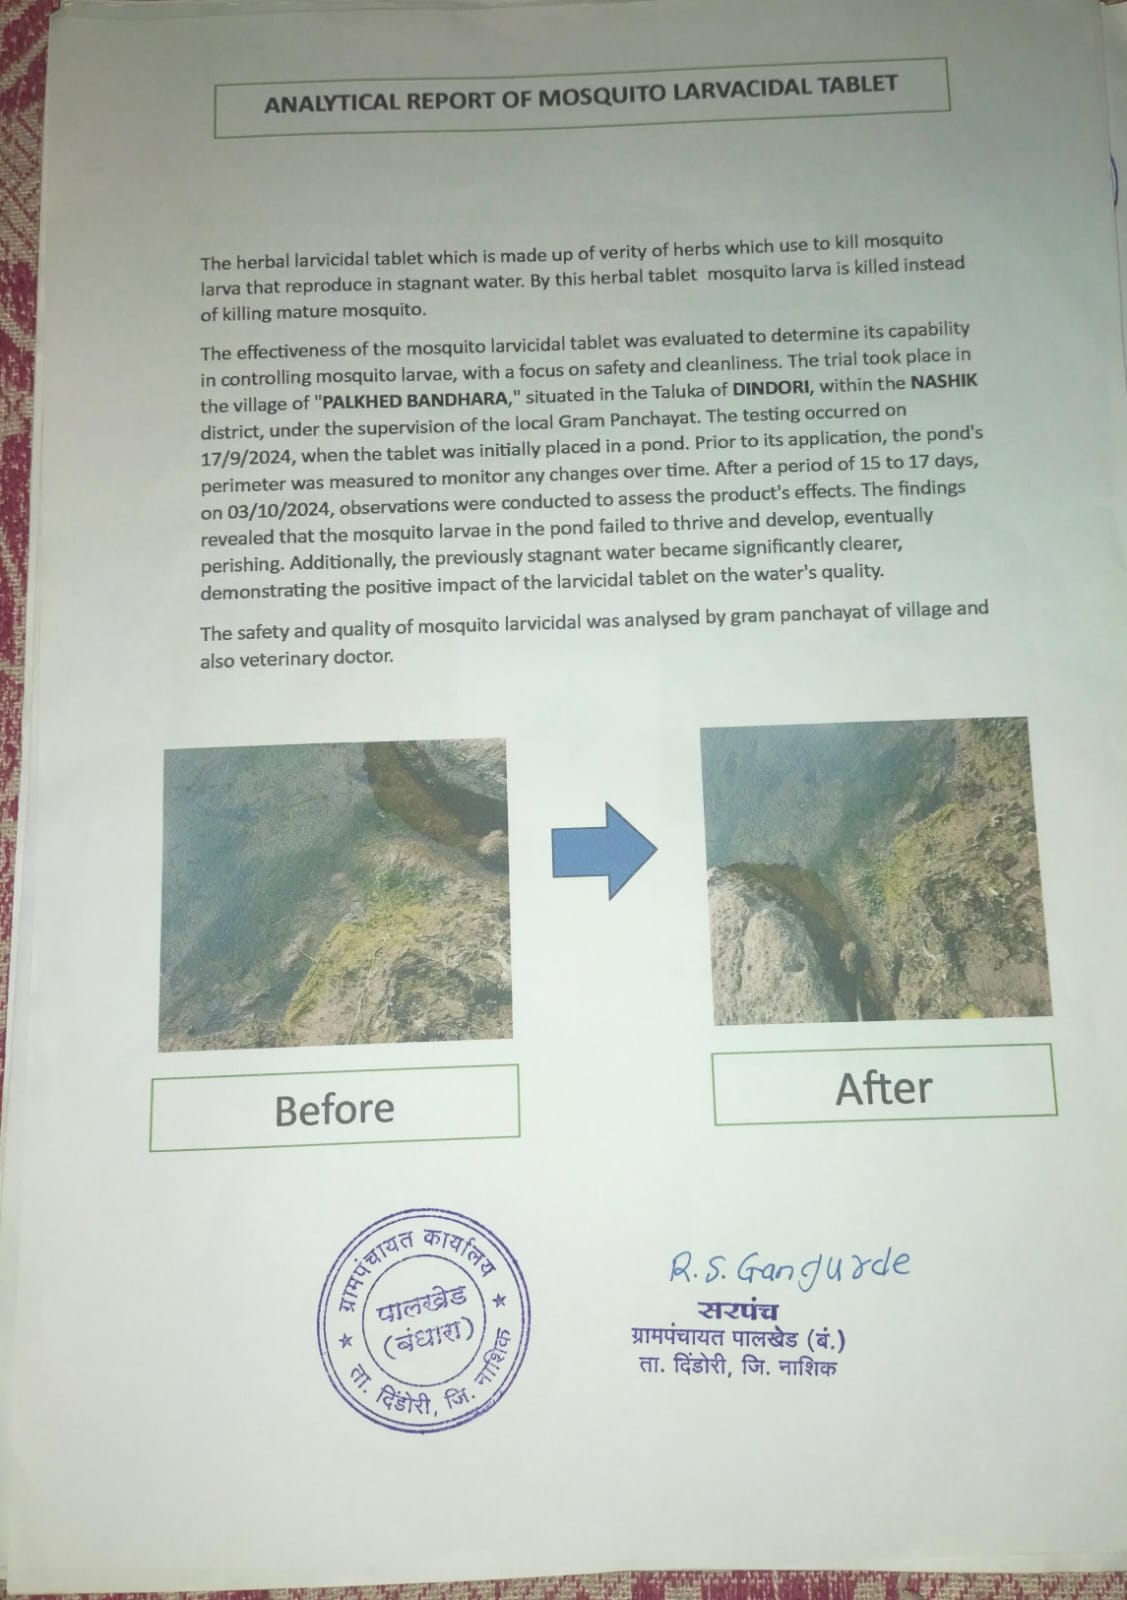 ANALYTICAL REPORT OF MOSQUITO LARVACIDAL TABLET
The herbal larvicidal tablet which is made up of verity of herbs which use to kill mosquito
larva that reproduce in stagnant water. By this herbal tablet mosquito larva is killed instead
of killing mature mosquito.
The effectiveness of the mosquito larvicidal tablet was evaluated to determine its capability
in controlling mosquito larvae, with a focus on safety and cleanliness. The trial took place in
the village of "PALKHED BANDHARA," situated in the Taluka of DINDORI, within the NASHIK
district, under the supervision of the local Gram Panchayat. The testing occurred on
17/9/2024, when the tablet was initially placed in a pond. Prior to its application, the pond's
perimeter was measured to monitor any changes over time. After a period of 15 to 17 days,
on 03/10/2024, observations were conducted to assess the product's effects. The findings
revealed that the mosquito larvae in the pond failed to thrive and develop, eventually
perishing. Additionally, the previously stagnant water became significantly clearer,
demonstrating the positive impact of the larvicidal tablet on the water's quality.
The safety and quality of mosquito larvicidal was analysed by gram panchayat of village and
also veterinary doctor.
Before
After
ग्रामपंचायत कार्यालय
पालखेड
(बंधारा)
★ ता. दिंडोरी, जि. नाशिक ★
R.S. Gangurde
सरपंच
ग्रामपंचायत पालखेड (बं.)
ता. दिंडोरी, जि. नाशिक